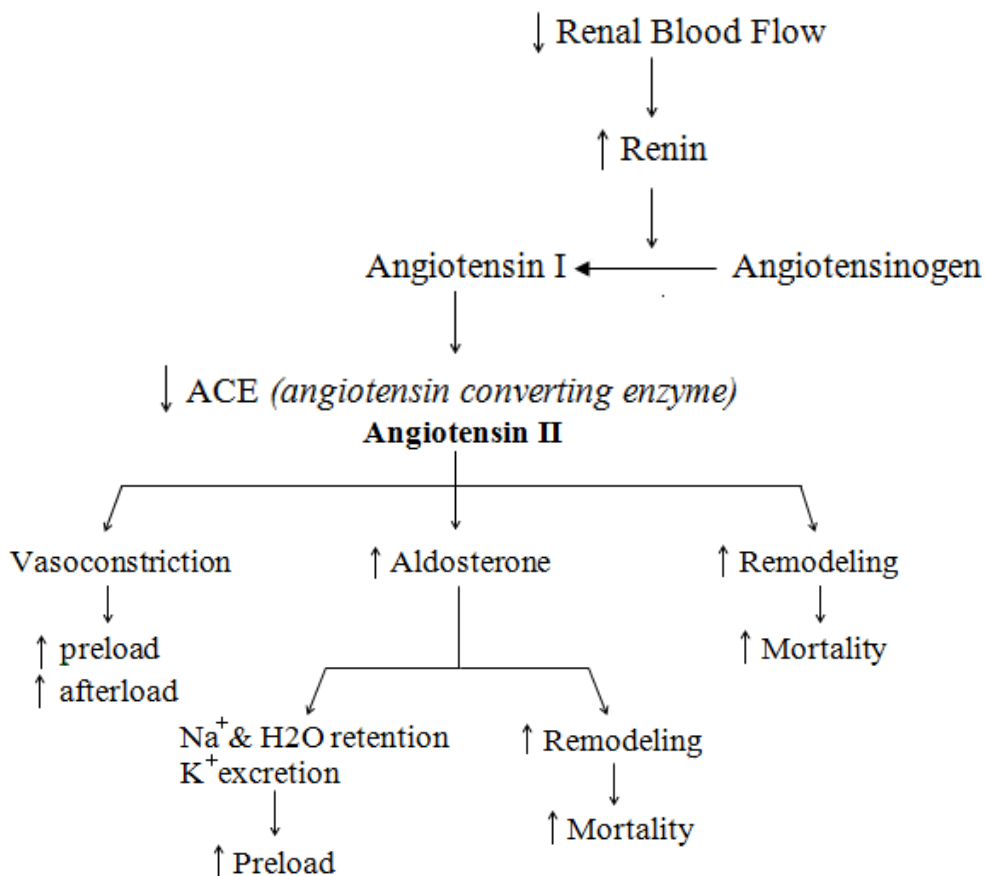 ↓ Renal Blood Flow
↑ Renin
Angiotensin I
Angiotensinogen
↓ ACE (angiotensin converting enzyme)
Angiotensin II
Vasoconstriction
↑ Aldosterone
↑ Remodeling
↑ preload
↑ afterload
↑ Mortality
Na⁺ & H2O retention
K⁺ excretion
↑ Remodeling
↑ Preload
↑ Mortality